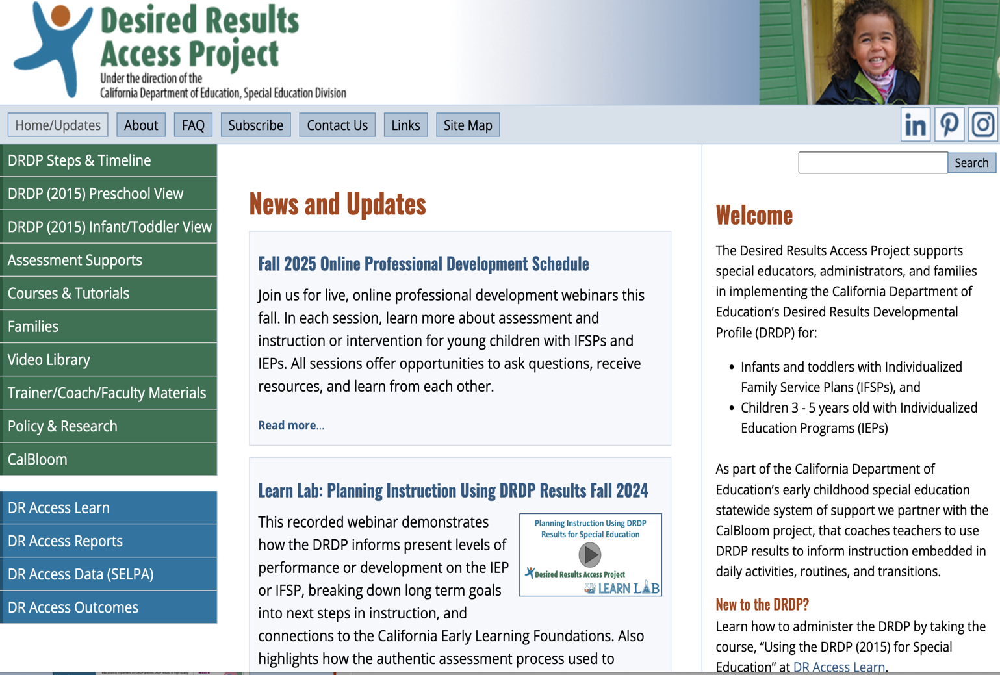 Desired Results
Access Project
Under the direction of the
California Department of Education, Special Education Division
Home/Updates
About
FAQ
Subscribe
Contact Us
Links
Site Map
in
DRDP Steps & Timeline
DRDP (2015) Preschool View
DRDP (2015) Infant/Toddler View
Assessment Supports
Courses & Tutorials
Families
Video Library
Trainer/Coach/Faculty Materials
Policy & Research
CalBloom
DR Access Learn
DR Access Reports
DR Access Data (SELPA)
DR Access Outcomes
News and Updates
Fall 2025 Online Professional Development Schedule
Join us for live, online professional development webinars this
fall. In each session, learn more about assessment and
instruction or intervention for young children with IFSPs and
IEPs. All sessions offer opportunities to ask questions, receive
resources, and learn from each other.
Read more...
Learn Lab: Planning Instruction Using DRDP Results Fall 2024
This recorded webinar demonstrates
how the DRDP informs present levels of
performance or development on the IEP
or IFSP, breaking down long term goals
into next steps in instruction, and
connections to the California Early Learning Foundations. Also
highlights how the authentic assessment process used to
Planning Instruction Using DRDP
Results for Special Education
Desired Results Access Project
LEARN LAB
Search
Welcome
The Desired Results Access Project supports
special educators, administrators, and families
in implementing the California Department of
Education’s Desired Results Developmental
Profile (DRDP) for:
• Infants and toddlers with Individualized
Family Service Plans (IFSPs), and
• Children 3 - 5 years old with Individualized
Education Programs (IEPs)
As part of the California Department of
Education’s early childhood special education
statewide system of support we partner with the
CalBloom project, that coaches teachers to use
DRDP results to inform instruction embedded in
daily activities, routines, and transitions.
New to the DRDP?
Learn how to administer the DRDP by taking the
course, “Using the DRDP (2015) for Special
Education” at DR Access Learn.